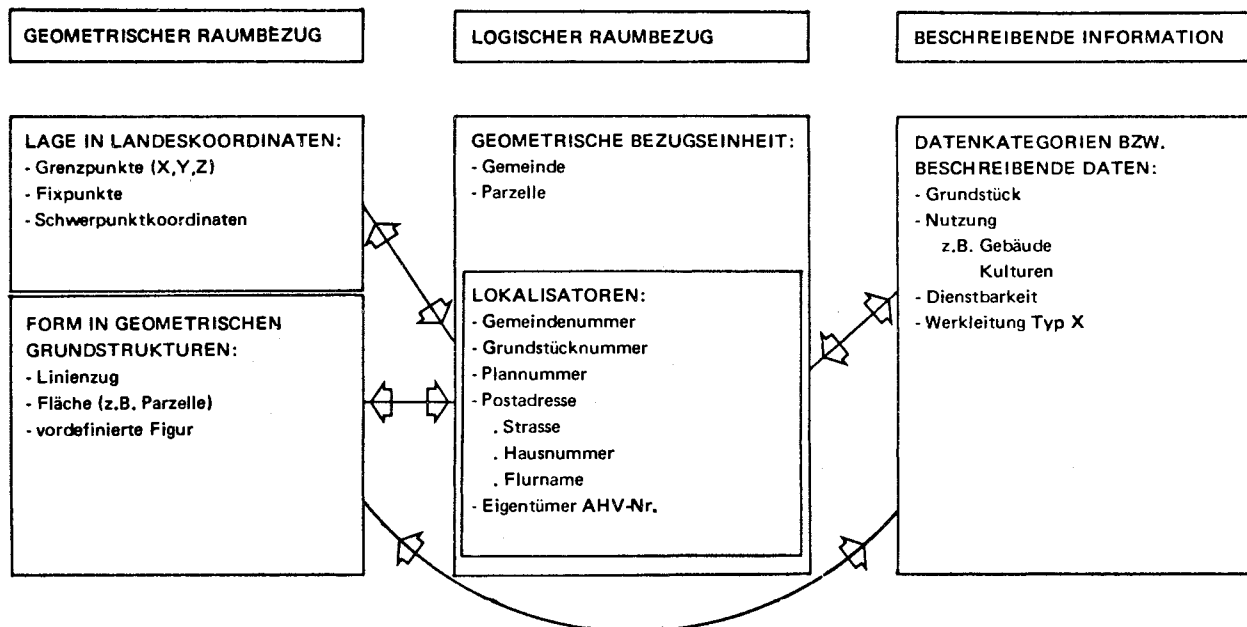 GEOMETRISCHER RAUMBEZUG
LOGISCHER RAUMBEZUG
BESCHREIBENDE INFORMATION
LAGE IN LANDESKOORDINATEN:
- Grenzpunkte (X,Y,Z)
- Fixpunkte
- Schwerpunktkoordinaten
FORM IN GEOMETRISCHEN
GRUNDSTRUKTUREN:
- Linienzug
- Fläche (z.B. Parzelle)
- vordefinierte Figur
GEOMETRISCHE BEZUGSEINHEIT:
- Gemeinde
- Parzelle
LOKALISATOREN:
- Gemeindenummer
- Grundstücknummer
- Plannummer
- Postadresse
. Strasse
. Hausnummer
. Flurname
- Eigentümer AHV-Nr.
DATENKATEGORIEN BZW.
BESCHREIBENDE DATEN:
- Grundstück
- Nutzung
z.B. Gebäude
Kulturen
- Dienstbarkeit
- Werkleitung Typ X